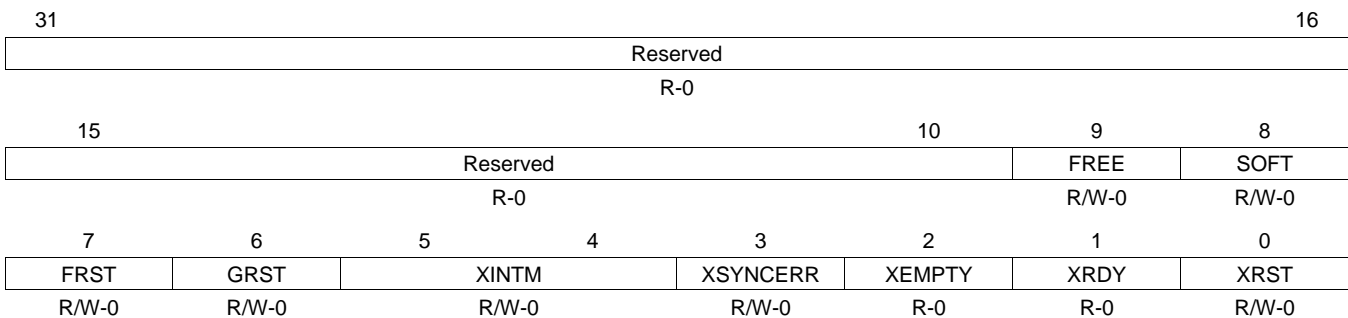 31 16
Reserved
R-0
15 10 9 8
Reserved FREE SOFT
R-0 R/W-0 R/W-0
7 6 5 4 3 2 1 0
FRST GRST XINTM XSYNCERR XEMPTY XRDY XRST
R/W-0 R/W-0 R/W-0 R/W-0 R-0 R-0 R/W-0